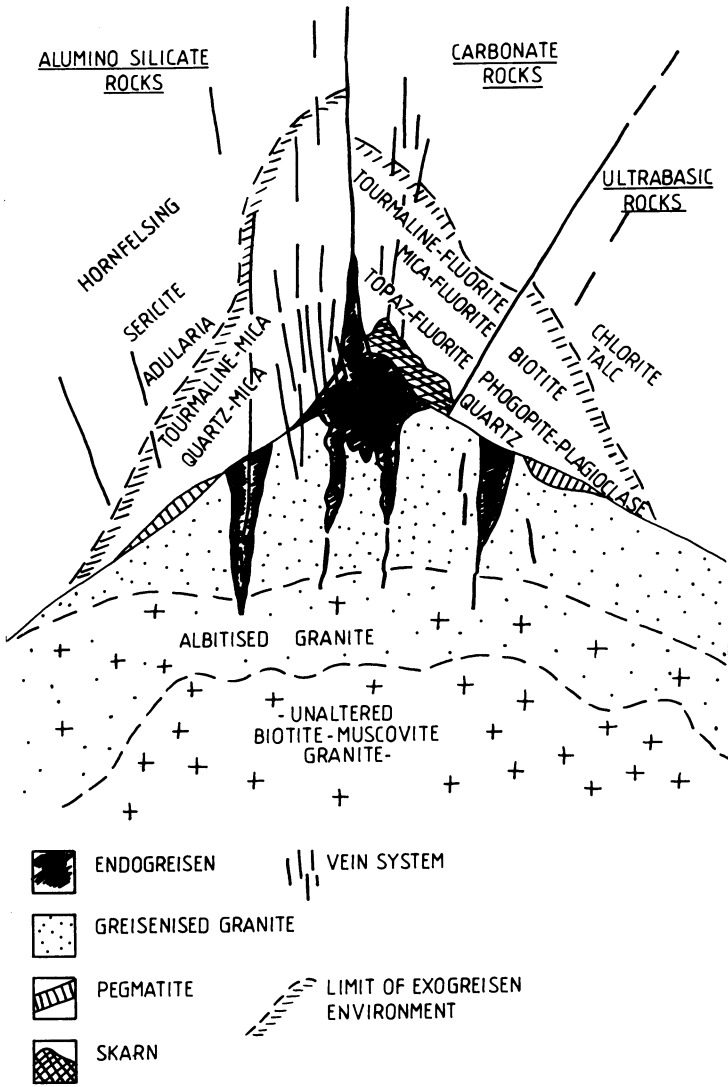 ALUMINO SILICATE
ROCKS
CARBONATE
ROCKS
ULTRABASIC
ROCKS
HORNFELSING
SERICITE
ADULARIA
TOURMALINE-MICA
QUARTZ-MICA
TOURMALINE-FLUORITE
MICA-FLUORITE
TOPAZ-FLUORITE
CHLORITE
TALC
BIOTITE
PHOGOPITE-PLAGIOCLASE
QUARTZ
ALBITISED GRANITE
-UNALTERED
BIOTITE-MUSCOVITE
GRANITE-
ENDOGREISEN
VEIN SYSTEM
GREISENISED GRANITE
PEGMATITE
LIMIT OF EXOGREISEN
ENVIRONMENT
SKARN